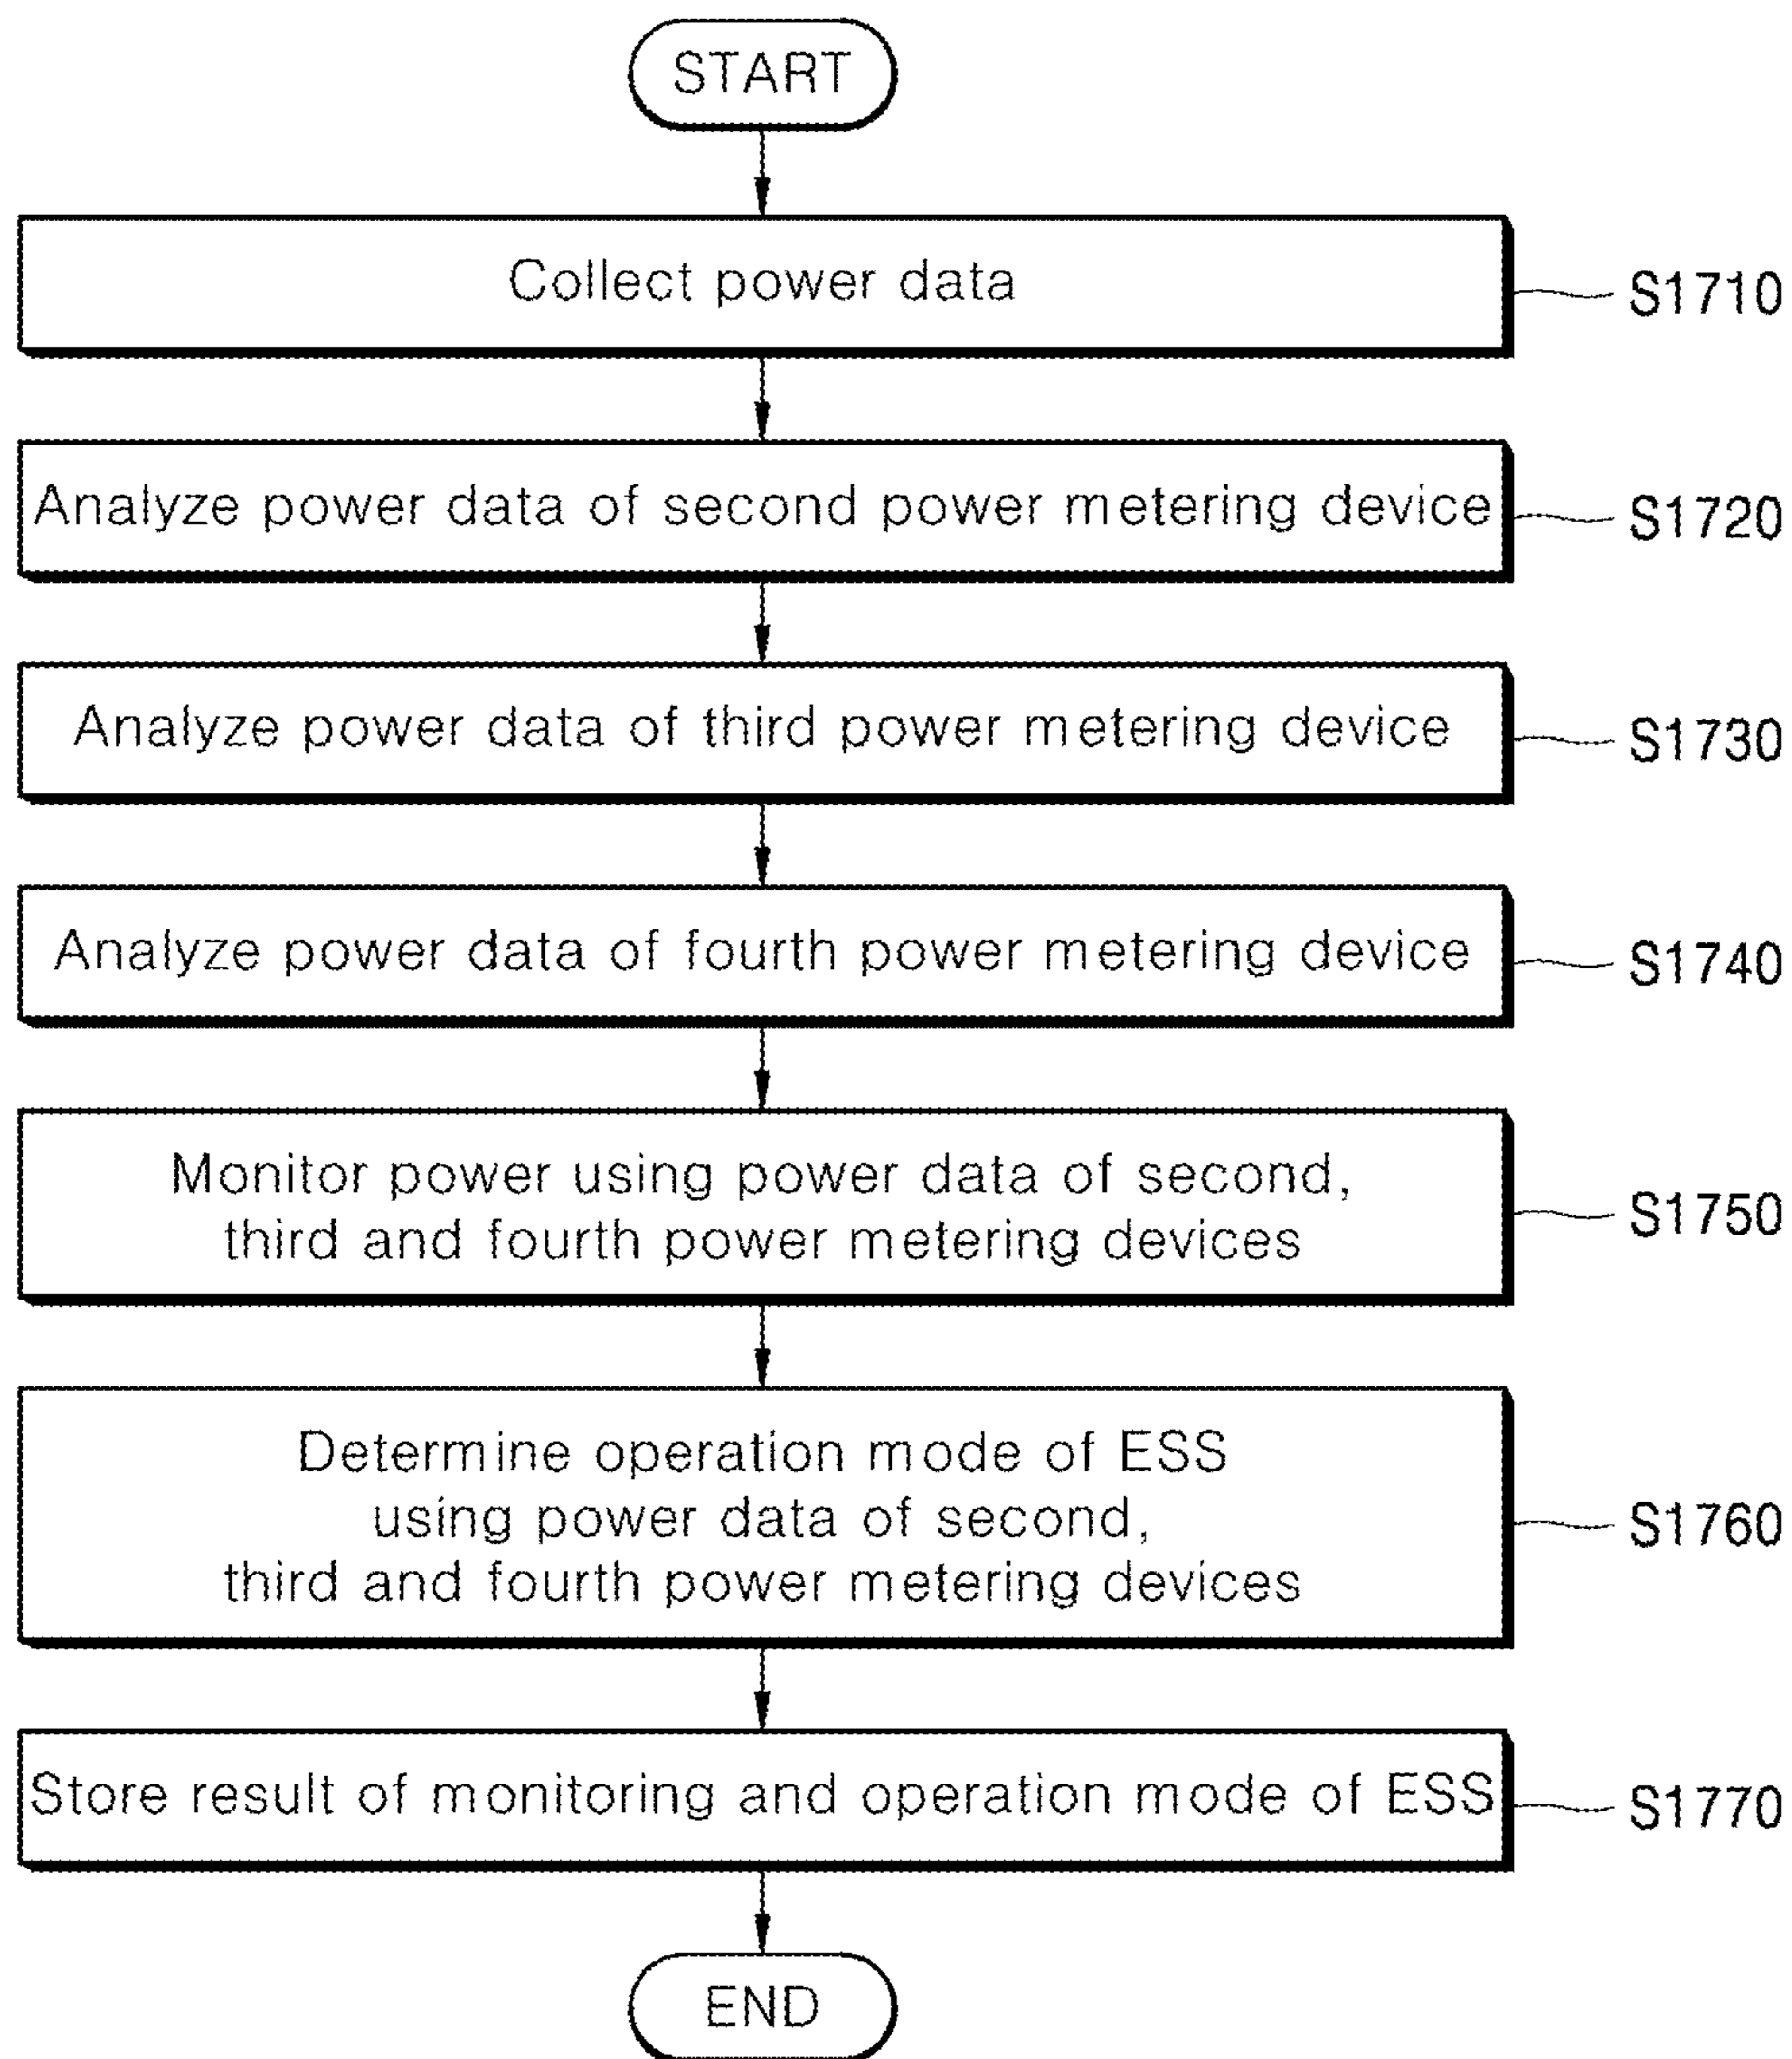 START
Collect power data
S1710
Analyze power data of second power metering device
S1720
Analyze power data of third power metering device
S1730
Analyze power data of fourth power metering device
S1740
Monitor power using power data of second,
third and fourth power metering devices
S1750
Determine operation mode of ESS
using power data of second,
third and fourth power metering devices
S1760
Store result of monitoring and operation mode of ESS
S1770
END